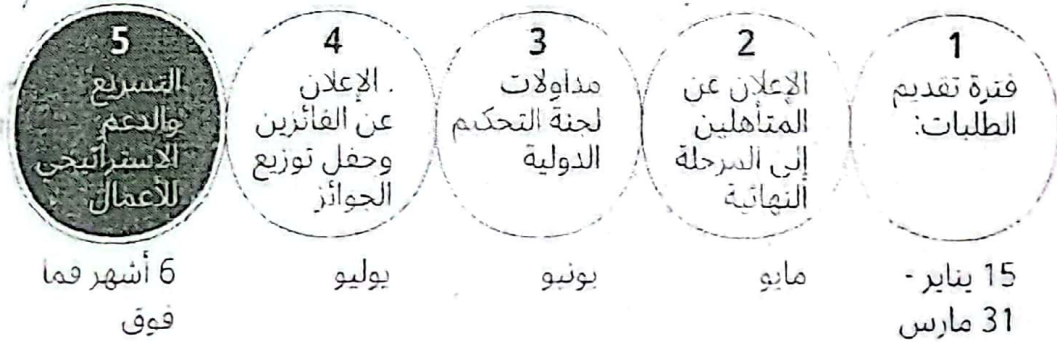 1
فترة تقديم
الطلبات:
15 يناير -
31 مارس
2
الإعلان عن
المتأهلين
إلى المرحلة
النهائية
مايو
3
مداولات
لجنة التحكيم
الدولية
يونيو
4
. الإعلان
عن الفائزين
وحفل توزيع
الجوائز
يوليو
5
التسريع
والدعم
الاستراتيجي
للأعمال
6 أشهر فما
فوق